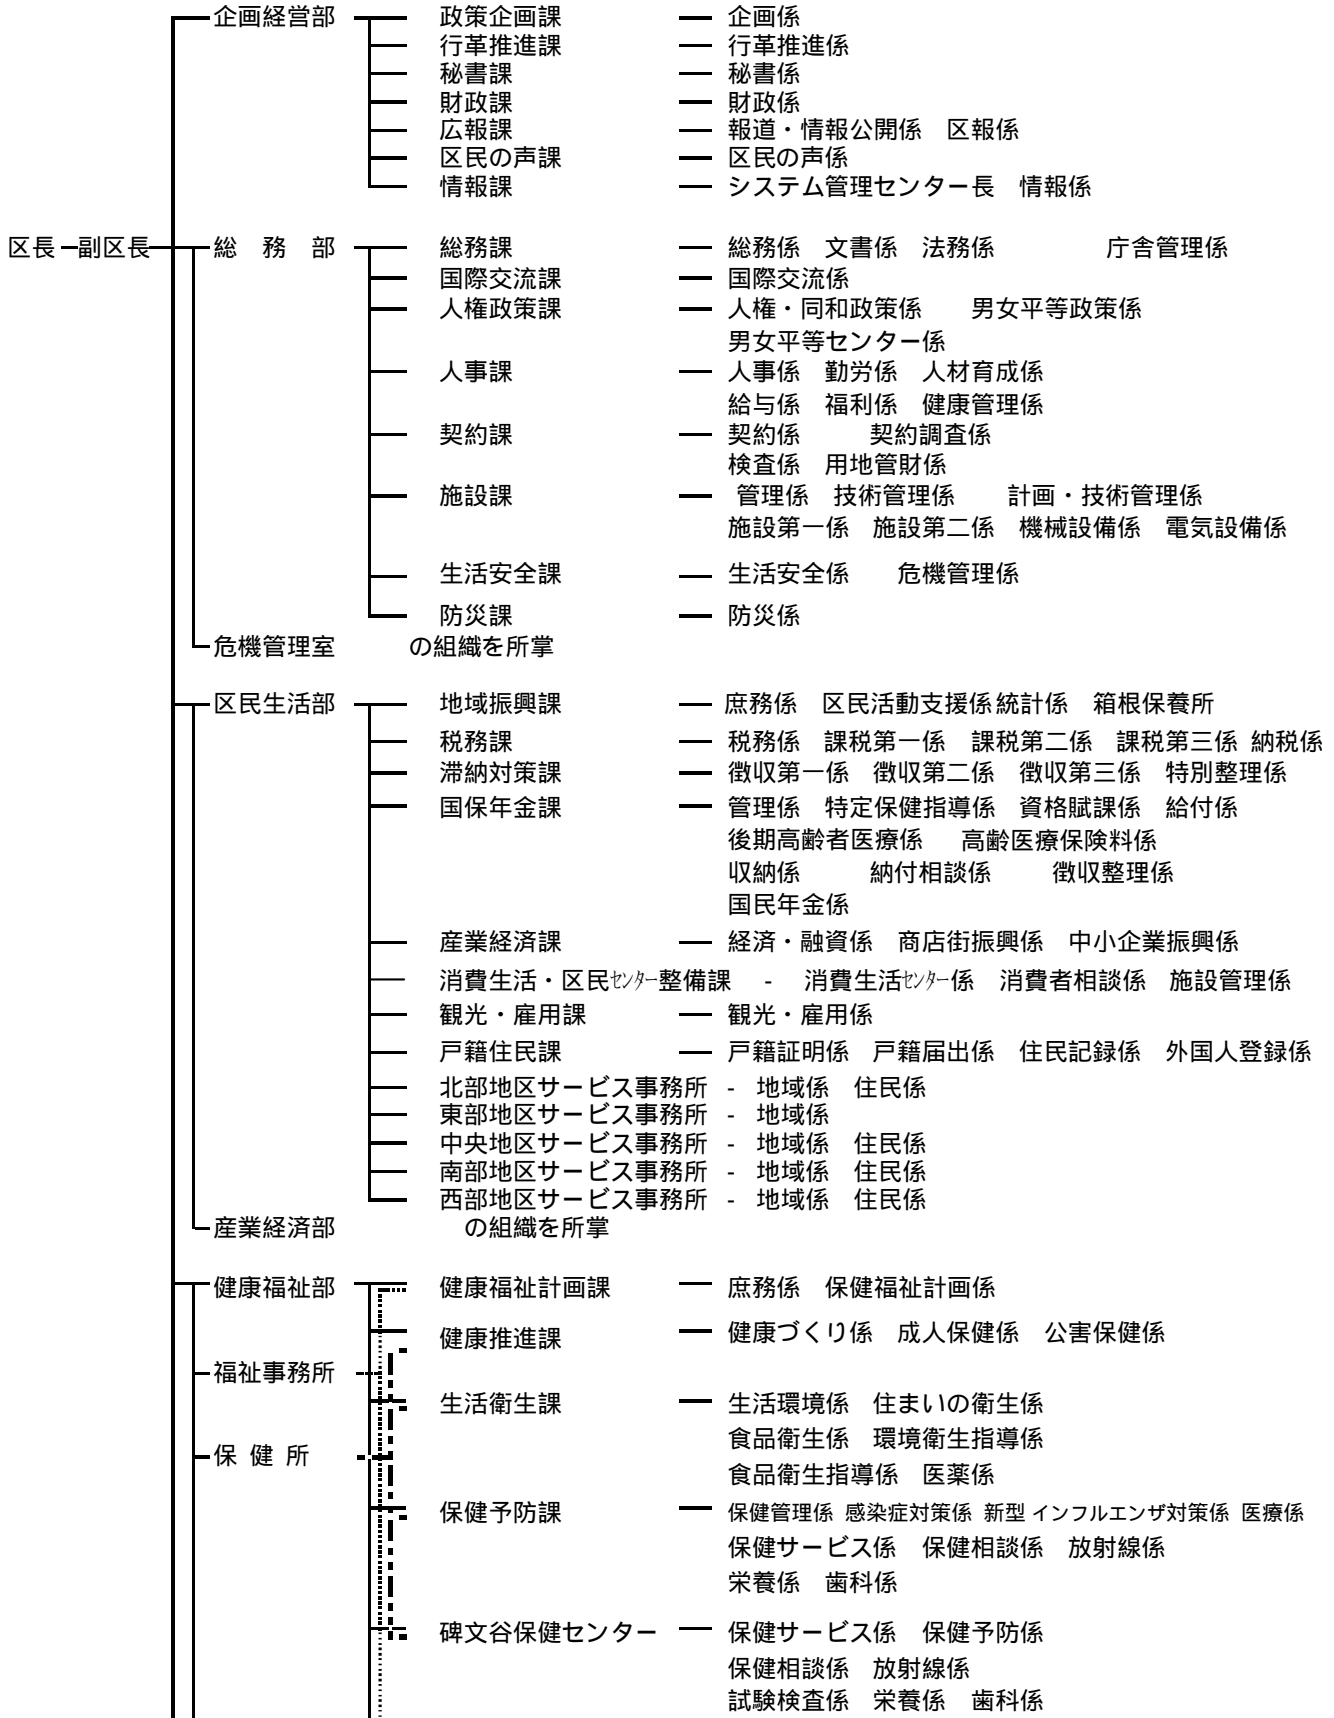 企画経営部 政策企画課 企画係
行革推進課 行革推進係
秘書課 秘書係
財政課 財政係
広報課 報道・情報公開係 区報係
区民の声課 区民の声係
情報課 システム管理センター長 情報係
区長 副区長 総 務 部 総務課 総務係 文書係 法務係 庁舎管理係
国際交流課 国際交流係
人権政策課 人権・同和政策係 男女平等政策係
男女平等センター係
人事課 人事係 勤労係 人材育成係
給与係 福利係 健康管理係
契約課 契約係 契約調査係
検査係 用地管財係
施設課 管理係 技術管理係 計画・技術管理係
施設第一係 施設第二係 機械設備係 電気設備係
生活安全課 生活安全係 危機管理係
防災課 防災係
危機管理室 の組織を所掌
区民生活部 地域振興課 庶務係 区民活動支援係 統計係 箱根保養所
税務課 税務係 課税第一係 課税第二係 課税第三係 納税係
滞納対策課 徴収第一係 徴収第二係 徴収第三係 特別整理係
国保年金課 管理係 特定保健指導係 資格賦課係 給付係
後期高齢者医療係 高齢医療保険料係
収納係 納付相談係 徴収整理係
国民年金係
産業経済課 経済・融資係 商店街振興係 中小企業振興係
消費生活・区民ｾﾝﾀｰ整備課 - 消費生活ｾﾝﾀｰ係 消費者相談係 施設管理係
観光・雇用課 観光・雇用係
戸籍住民課 戸籍証明係 戸籍届出係 住民記録係 外国人登録係
北部地区サービス事務所 - 地域係 住民係
東部地区サービス事務所 - 地域係
中央地区サービス事務所 - 地域係 住民係
南部地区サービス事務所 - 地域係 住民係
西部地区サービス事務所 - 地域係 住民係
産業経済部 の組織を所掌
健康福祉部 健康福祉計画課 庶務係 保健福祉計画係
健康推進課 健康づくり係 成人保健係 公害保健係
福祉事務所
生活衛生課 生活環境係 住まいの衛生係
食品衛生係 環境衛生指導係
保 健 所
食品衛生指導係 医薬係
保健予防課 保健管理係 感染症対策係 新型 インフルエンザ対策係 医療係
保健サービス係 保健相談係 放射線係
栄養係 歯科係
碑文谷保健センター 保健サービス係 保健予防係
保健相談係 放射線係
試験検査係 栄養係 歯科係